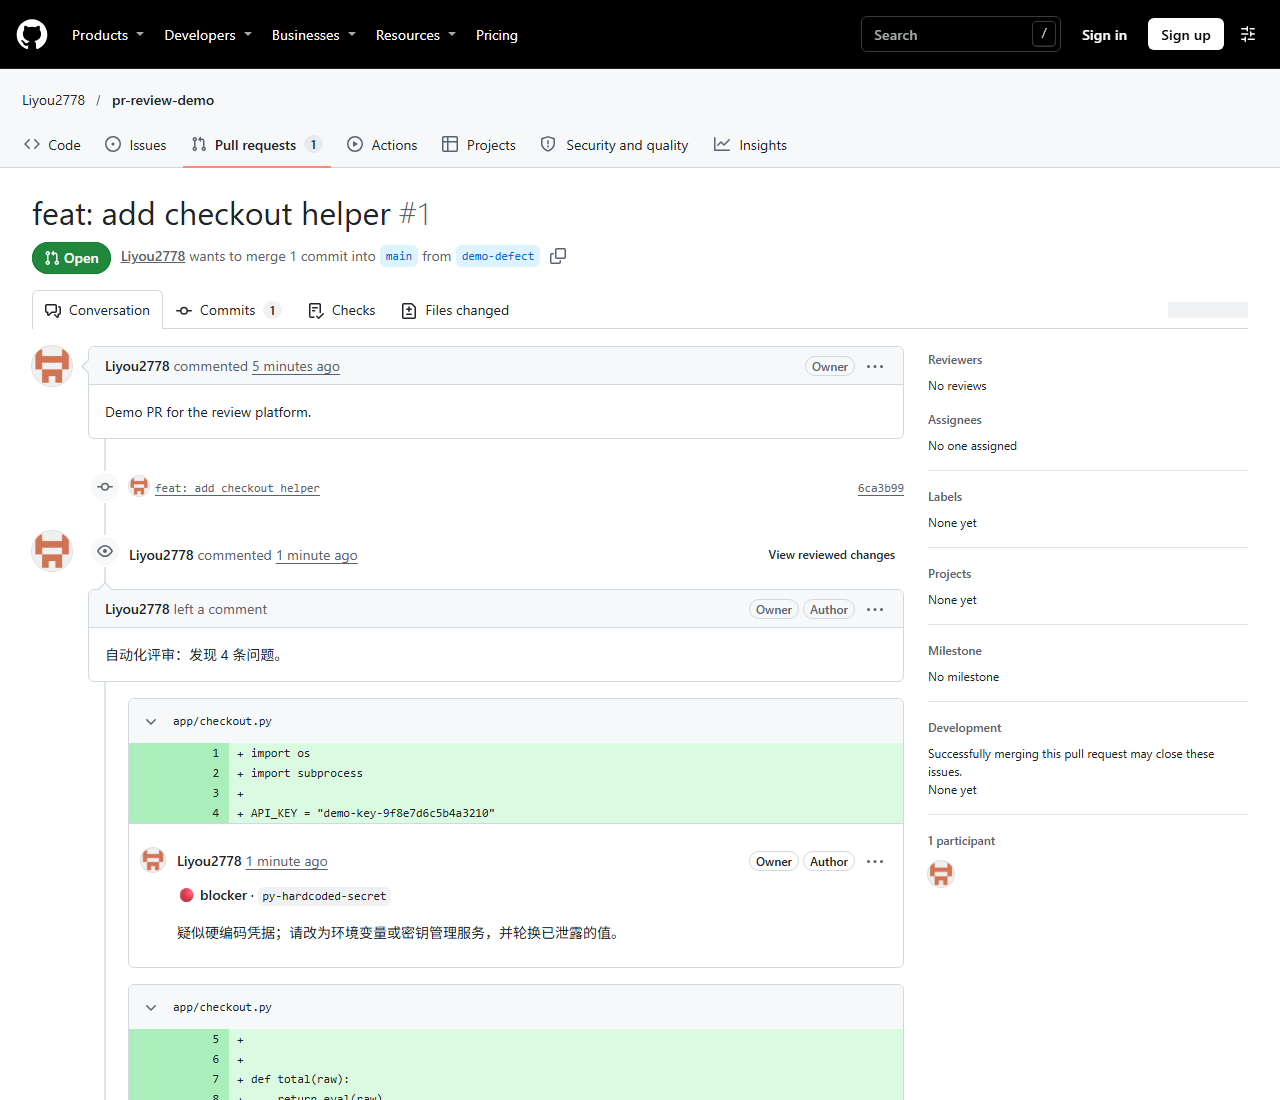 Products Developers Businesses Resources Pricing Search / Sign in Sign up
Liyou2778 / pr-review-demo
Code Issues Pull requests 1 Actions Projects Security and quality Insights
feat: add checkout helper #1
Open Liyou2778 wants to merge 1 commit into main from demo-defect
Conversation Commits 1 Checks Files changed
Liyou2778 commented 5 minutes ago Owner
Demo PR for the review platform.
feat: add checkout helper 6ca3b99
Liyou2778 commented 1 minute ago View reviewed changes
Liyou2778 left a comment Owner Author
自动化评审：发现 4 条问题。
app/checkout.py
1 + import os
2 + import subprocess
3 +
4 + API_KEY = "demo-key-9f8e7d6c5b4a3210"
Liyou2778 1 minute ago Owner Author
blocker · py-hardcoded-secret
疑似硬编码凭据；请改为环境变量或密钥管理服务，并轮换已泄露的值。
app/checkout.py
5 +
6 +
7 + def total(raw):
8 + return eval(raw)
Reviewers
No reviews
Assignees
No one assigned
Labels
None yet
Projects
None yet
Milestone
No milestone
Development
Successfully merging this pull request may close these
issues.
None yet
1 participant